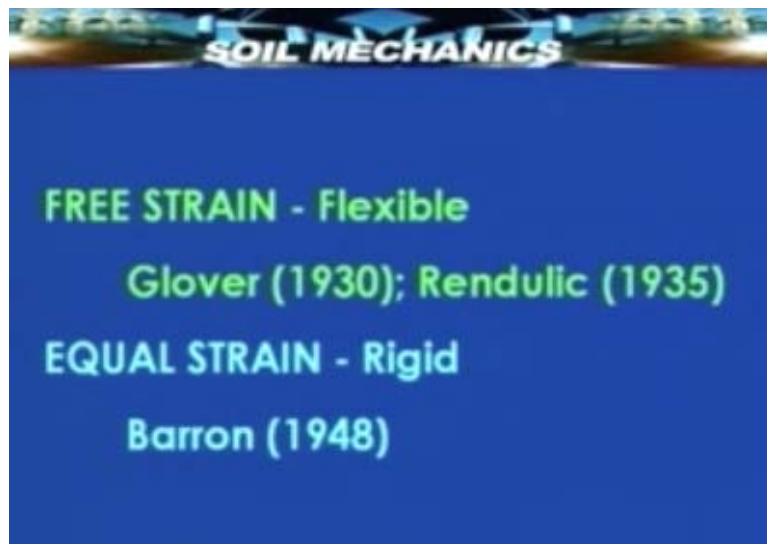 SOIL MECHANICS
FREE STRAIN - Flexible
Glover (1930); Rendulic (1935)
EQUAL STRAIN - Rigid
Barron (1948)